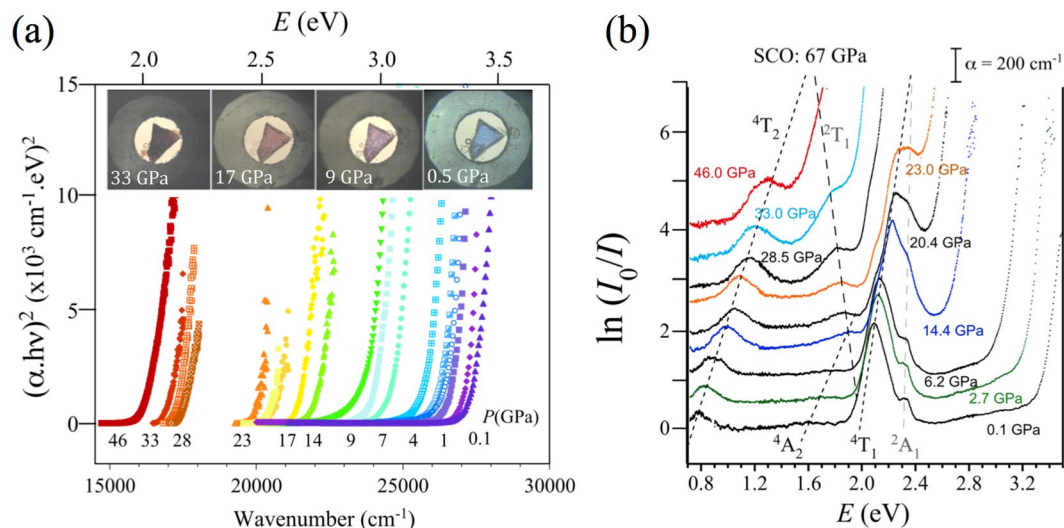 (a)
E (eV)
2.0 2.5 3.0 3.5
15
10
5
0
(α.hν)² (x10³ cm⁻¹.eV)²
33 GPa 17 GPa 9 GPa 0.5 GPa
P(GPa)
46 33 28 23 17 14 9 7 4 1 0.1
15000 20000 25000 30000
Wavenumber (cm⁻¹)
(b)
SCO: 67 GPa
α = 200 cm⁻¹
⁴T₂
²T₁
6
4
2
0
ln (I₀/I)
46.0 GPa
33.0 GPa
28.5 GPa
23.0 GPa
20.4 GPa
14.4 GPa
6.2 GPa
2.7 GPa
0.1 GPa
⁴A₂ ⁴T₁ ²A₁
0.8 1.2 1.6 2.0 2.4 2.8 3.2
E (eV)